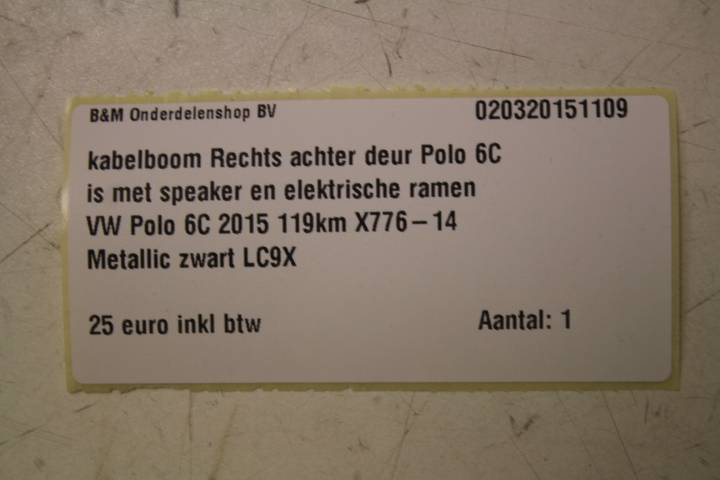 B&M Onderdelenshop BV 020320151109
kabelboom Rechts achter deur Polo 6C
is met speaker en elektrische ramen
VW Polo 6C 2015 119km X776-14
Metallic zwart LC9X
25 euro inkl btw Aantal: 1